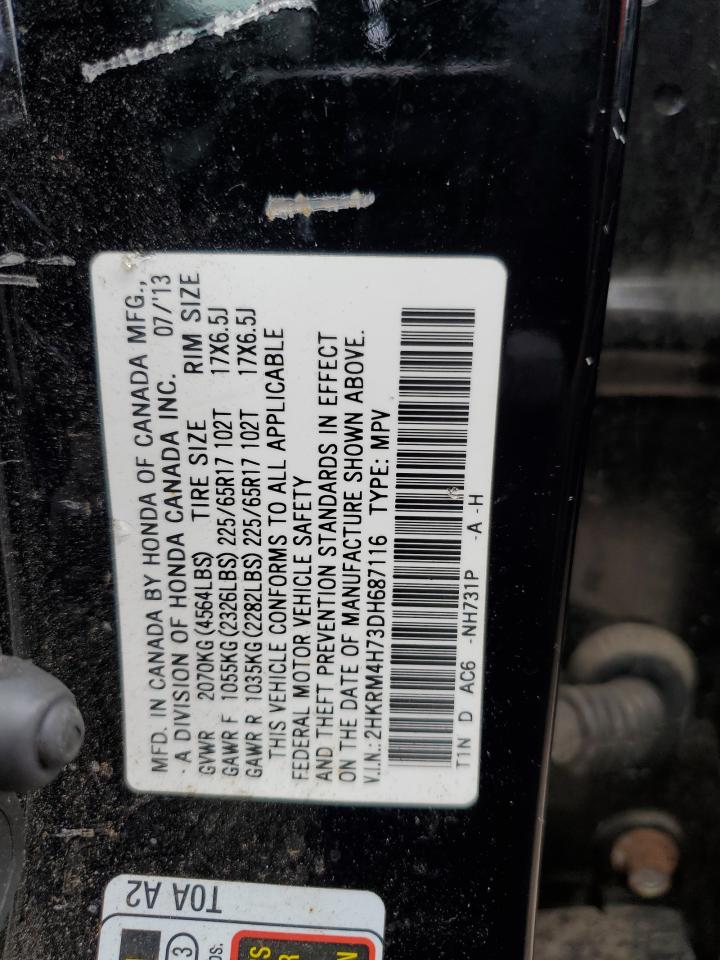 MFD. IN CANADA BY HONDA OF CANADA MFG.,
- A DIVISION OF HONDA CANADA INC. 07/'13
GVWR 2070KG (4564LBS) TIRE SIZE RIM SIZE
GAWR F 1055KG (2326LBS) 225/65R17 102T 17X6.5J
GAWR R 1035KG (2282LBS) 225/65R17 102T 17X6.5J
THIS VEHICLE CONFORMS TO ALL APPLICABLE
FEDERAL MOTOR VEHICLE SAFETY
AND THEFT PREVENTION STANDARDS IN EFFECT
ON THE DATE OF MANUFACTURE SHOWN ABOVE.
V.I.N.: 2HKRM4H73DH687116 TYPE: MPV
T1N D AC6 -NH731P -A -H
T0A A2
3